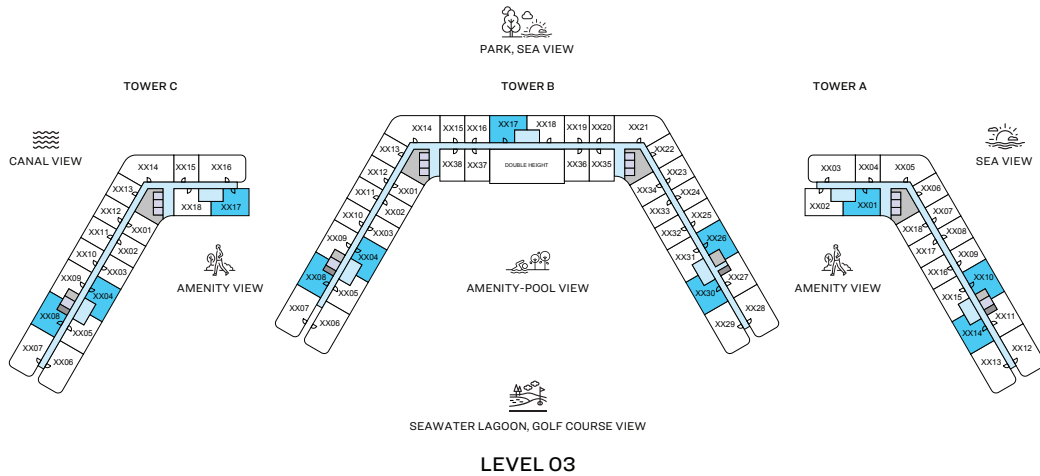 PARK, SEA VIEW
TOWER C
TOWER B
TOWER A
CANAL VIEW
SEA VIEW
AMENITY VIEW
AMENITY-POOL VIEW
AMENITY VIEW
XX14
XX15
XX16
XX13
XX12
XX11
XX10
XX09
XX08
XX07
XX01
XX02
XX03
XX04
XX05
XX06
XX18
XX17
XX14
XX15
XX16
XX17
XX18
XX19
XX20
XX21
XX38
XX37
DOUBLE HEIGHT
XX36
XX35
XX13
XX12
XX11
XX10
XX09
XX08
XX07
XX01
XX02
XX03
XX04
XX05
XX06
XX22
XX23
XX24
XX25
XX26
XX27
XX28
XX34
XX33
XX32
XX31
XX30
XX29
XX03
XX04
XX05
XX02
XX01
XX06
XX07
XX08
XX09
XX10
XX11
XX12
XX18
XX17
XX16
XX15
XX14
XX13
SEAWATER LAGOON, GOLF COURSE VIEW
LEVEL 03